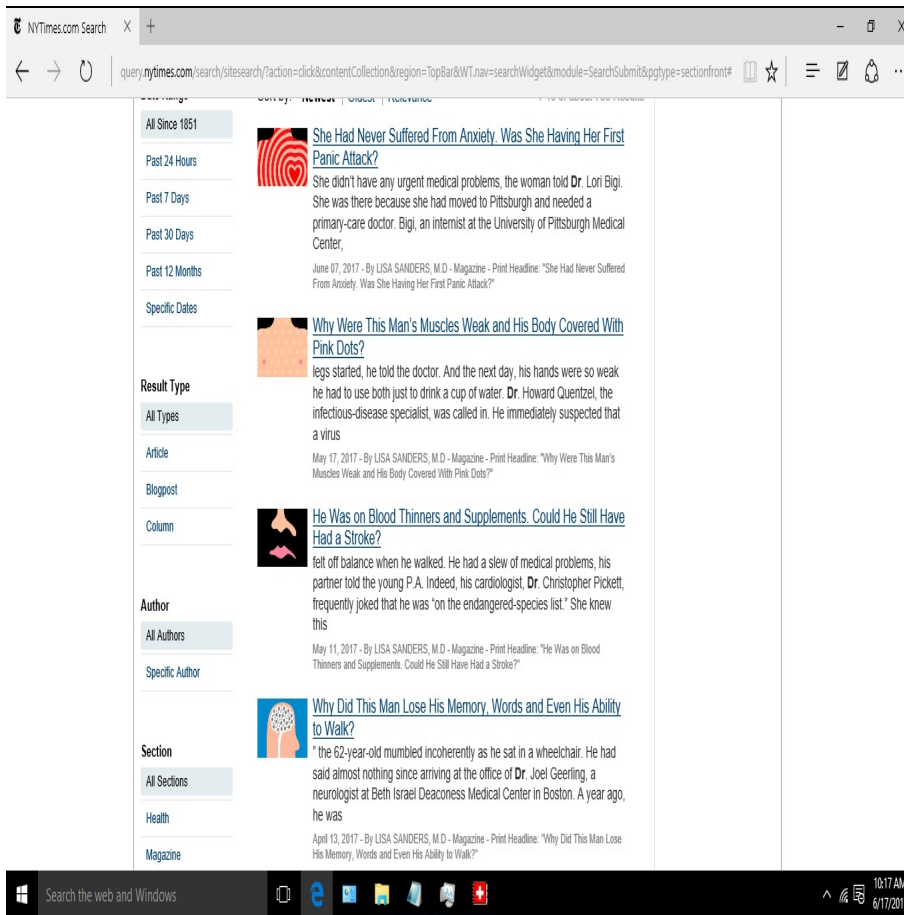 NYTimes.com Search
query.nytimes.com/search/sitesearch/?action=click&contentCollection&region=TopBar&WT.nav=searchWidget&module=SearchSubmit&pgtype=sectionfront#
Sort by: Newest | Oldest | Relevance
All Since 1851
Past 24 Hours
Past 7 Days
Past 30 Days
Past 12 Months
Specific Dates
Result Type
All Types
Article
Blogpost
Column
Author
All Authors
Specific Author
Section
All Sections
Health
Magazine
She Had Never Suffered From Anxiety. Was She Having Her First
Panic Attack?
She didn't have any urgent medical problems, the woman told Dr. Lori Bigi.
She was there because she had moved to Pittsburgh and needed a
primary-care doctor. Bigi, an internist at the University of Pittsburgh Medical
Center,
June 07, 2017 - By LISA SANDERS, M.D - Magazine - Print Headline: "She Had Never Suffered
From Anxiety. Was She Having Her First Panic Attack?"
Why Were This Man's Muscles Weak and His Body Covered With
Pink Dots?
legs started, he told the doctor. And the next day, his hands were so weak
he had to use both just to drink a cup of water. Dr. Howard Quentzel, the
infectious-disease specialist, was called in. He immediately suspected that
a virus
May 17, 2017 - By LISA SANDERS, M.D - Magazine - Print Headline: "Why Were This Man's
Muscles Weak and His Body Covered With Pink Dots?"
He Was on Blood Thinners and Supplements. Could He Still Have
Had a Stroke?
felt off balance when he walked. He had a slew of medical problems, his
partner told the young P.A. Indeed, his cardiologist, Dr. Christopher Pickett,
frequently joked that he was "on the endangered-species list." She knew
this
May 11, 2017 - By LISA SANDERS, M.D - Magazine - Print Headline: "He Was on Blood
Thinners and Supplements. Could He Still Have Had a Stroke?"
Why Did This Man Lose His Memory, Words and Even His Ability
to Walk?
" the 62-year-old mumbled incoherently as he sat in a wheelchair. He had
said almost nothing since arriving at the office of Dr. Joel Geerling, a
neurologist at Beth Israel Deaconess Medical Center in Boston. A year ago,
he was
April 13, 2017 - By LISA SANDERS, M.D - Magazine - Print Headline: "Why Did This Man Lose
His Memory, Words and Even His Ability to Walk?"
Search the web and Windows
10:17 AM
6/17/201